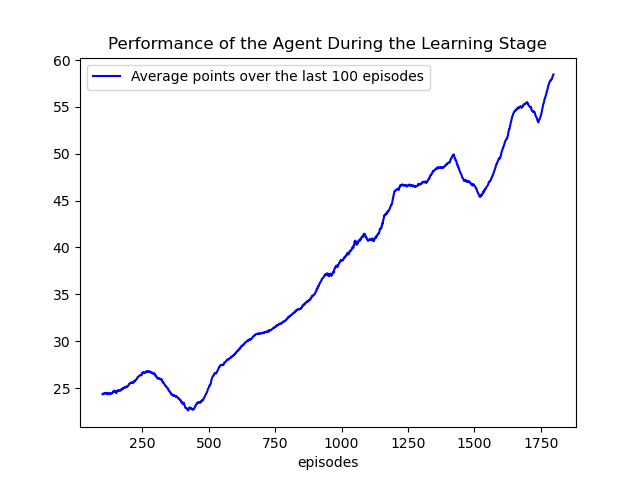 Performance of the Agent During the Learning Stage
Average points over the last 100 episodes
60
55
50
45
40
35
30
25
250 500 750 1000 1250 1500 1750
episodes